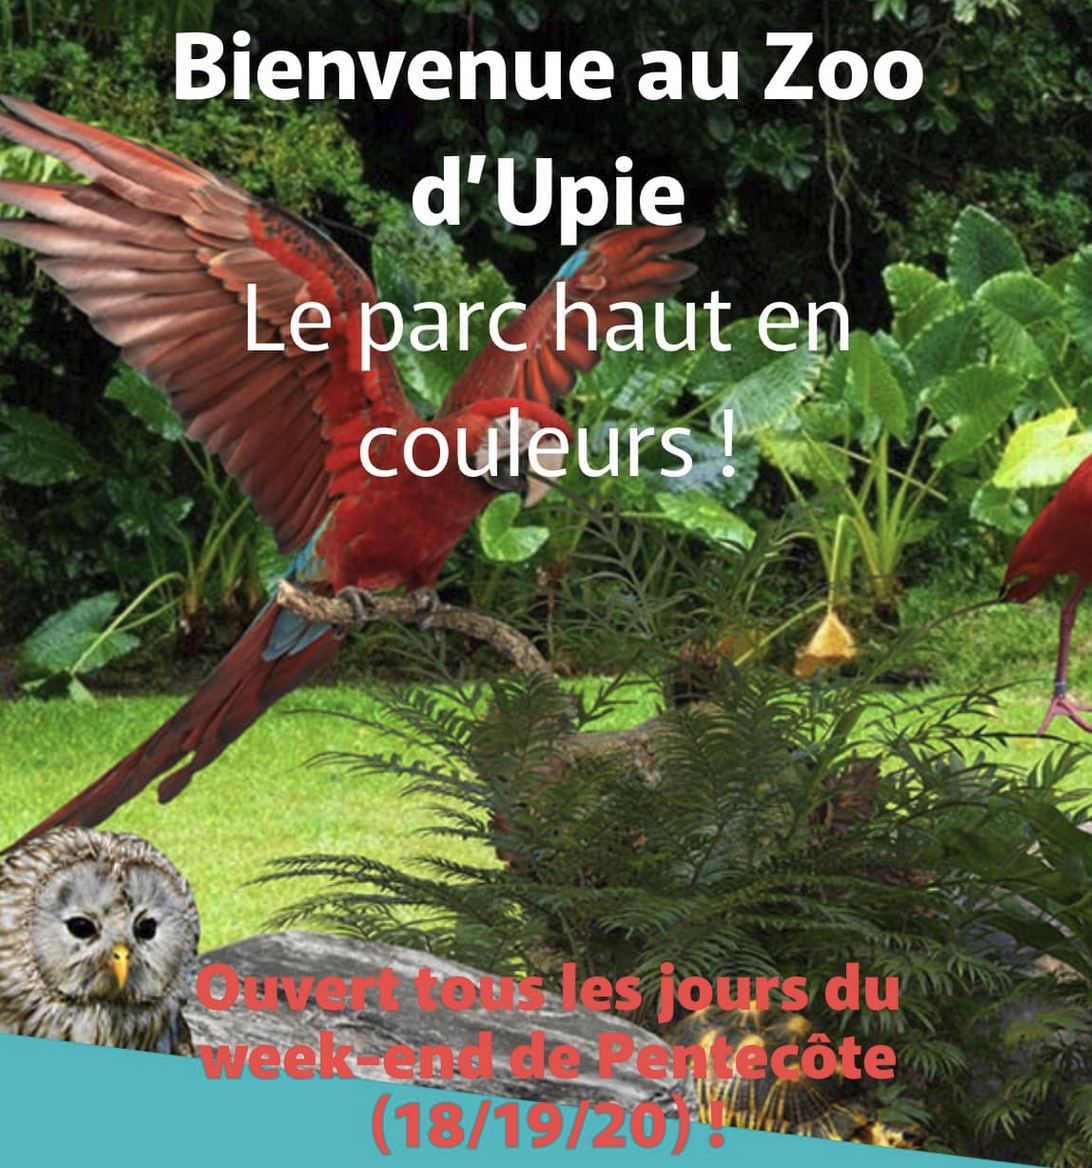 Bienvenue au Zoo
d’Upie
Le parc haut en
couleurs !
Ouvert tous les jours du
week-end de Pentecôte
(18/19/20) !